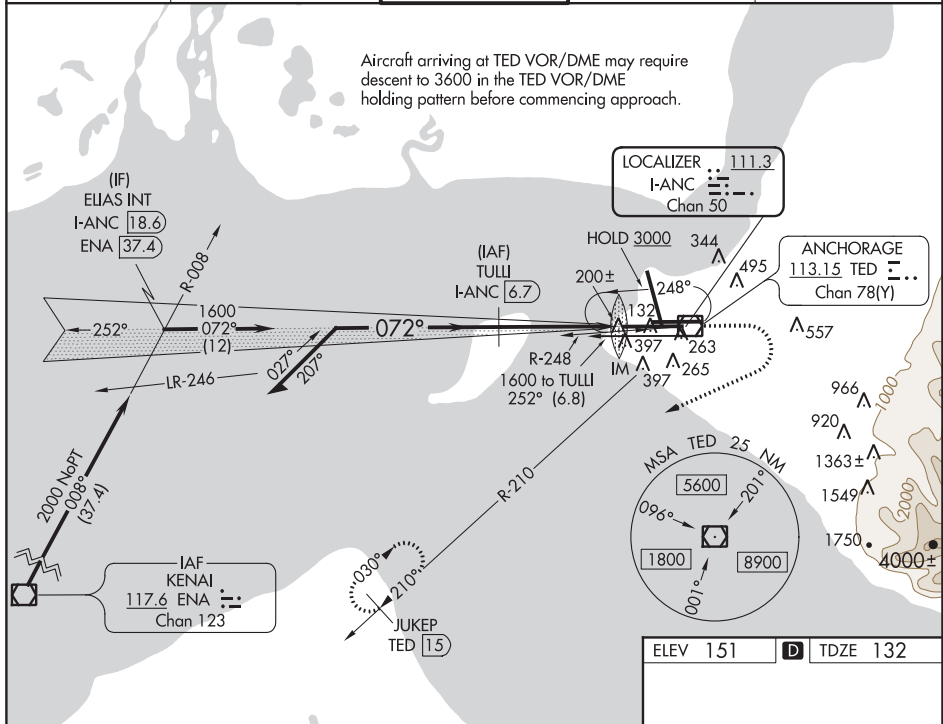 Aircraft arriving at TED VOR/DME may require
descent to 3600 in the TED VOR/DME
holding pattern before commencing approach.
LOCALIZER 111.3
I-ANC
Chan 50
(IF)
ELIAS INT
I-ANC 18.6
ENA 37.4
R-008
(IAF)
TULLI
I-ANC 6.7
HOLD 3000
344
495
ANCHORAGE
113.15 TED
Chan 78(Y)
200±
248°
1600
252°
072°
(12)
072°
132
557
397
263
LR-246
027°
207°
R-248
1600 to TULLI
252° (6.8)
IM
397
265
966
1000
920
1363±
1549
2000
1750
4000±
2000 NoPT
008°
(37.4)
R-210
MSA TED 25 NM
5600
201°
096°
1800
8900
001°
IAF
KENAI
117.6 ENA
Chan 123
030°
210°
JUKEP
TED 15
ELEV 151 D TDZE 132